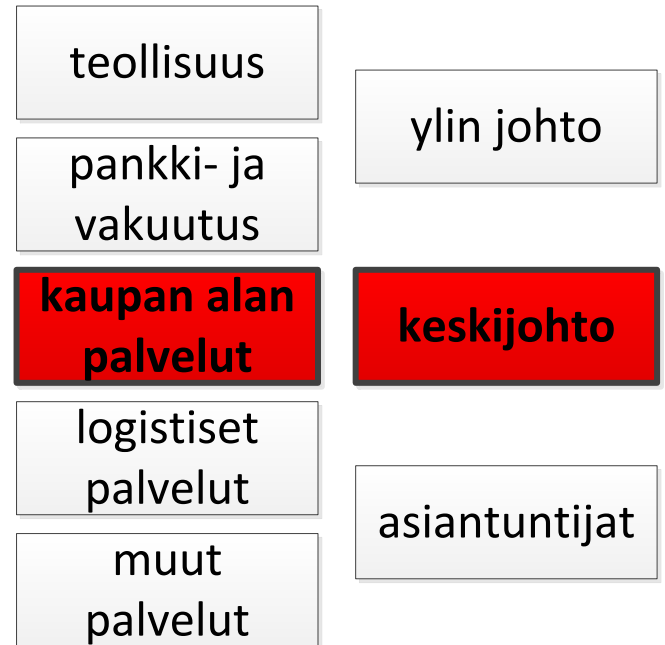 teollisuus
pankki- ja
vakuutus
kaupan alan
palvelut
logistiset
palvelut
muut
palvelut
ylin johto
keskijohto
asiantuntijat